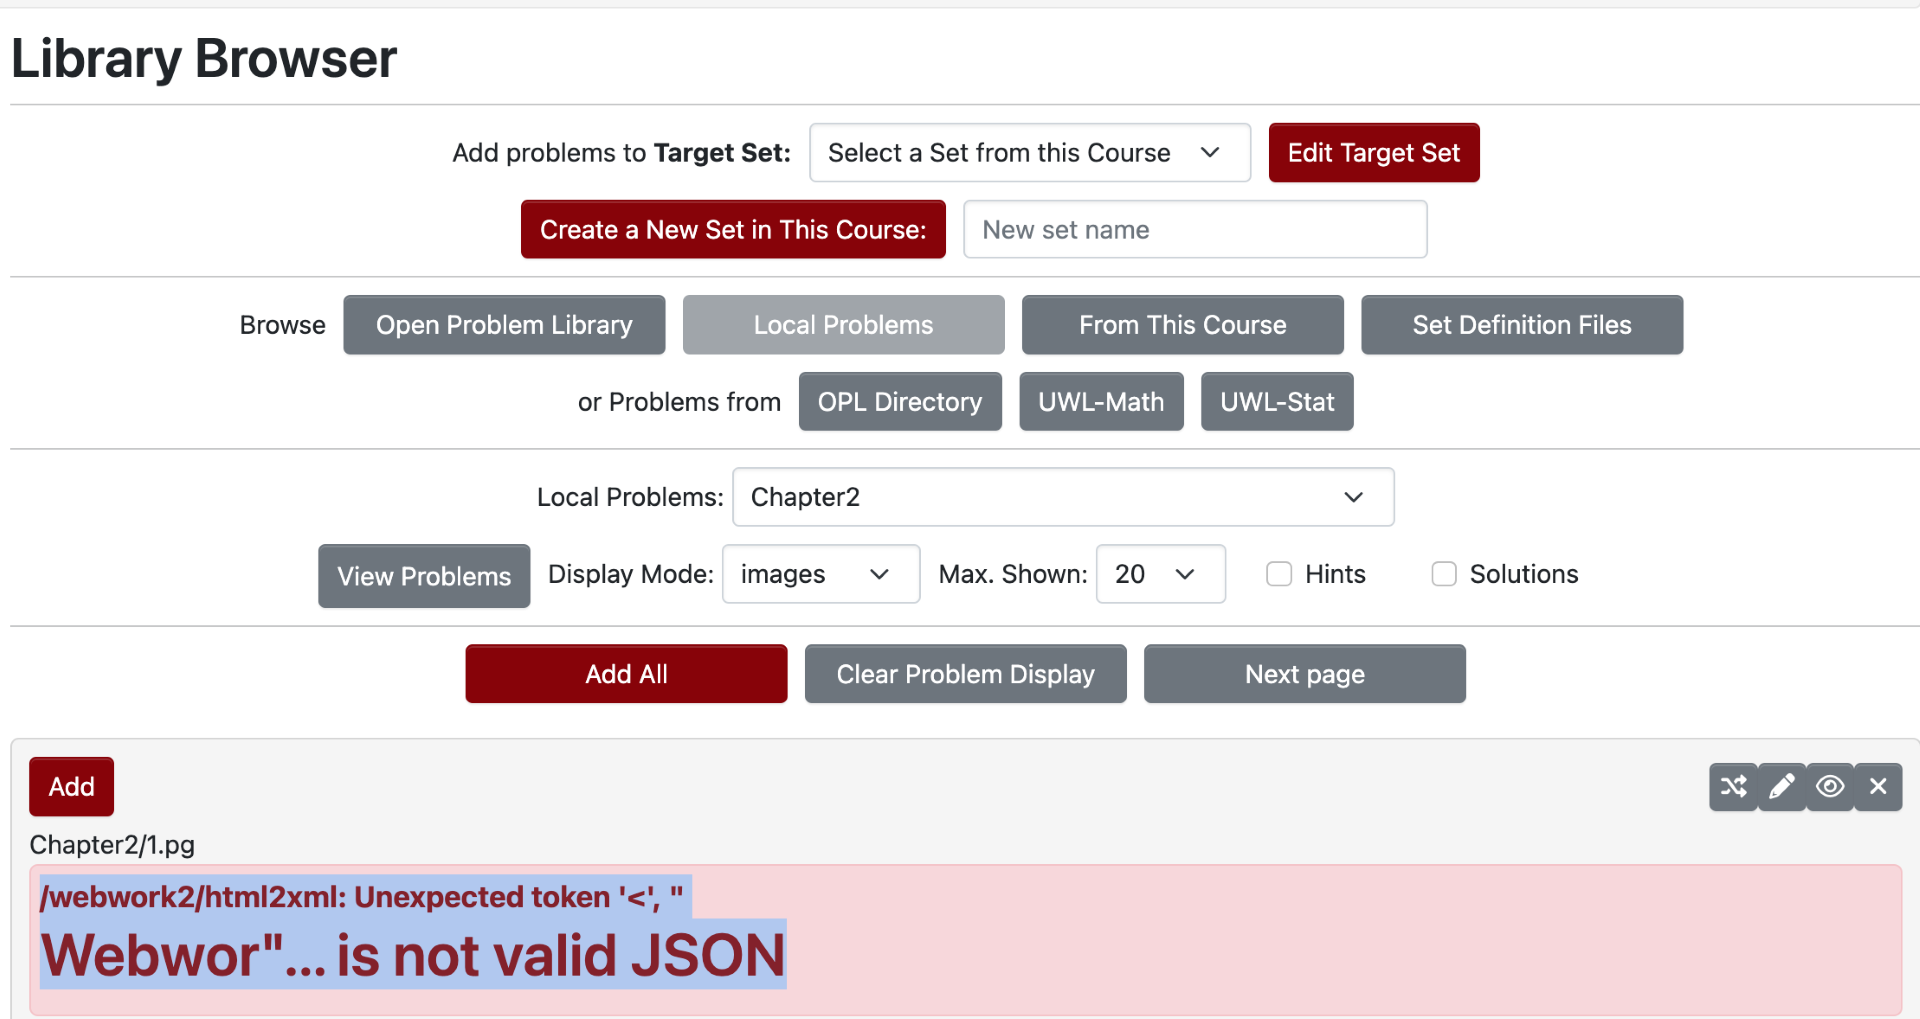 Library Browser
Add problems to Target Set: Select a Set from this Course Edit Target Set
Create a New Set in This Course: New set name
Browse Open Problem Library Local Problems From This Course Set Definition Files
or Problems from OPL Directory UWL-Math UWL-Stat
Local Problems: Chapter2
View Problems Display Mode: images Max. Shown: 20 Hints Solutions
Add All Clear Problem Display Next page
Add
Chapter2/1.pg
/webwork2/html2xml: Unexpected token '<', "
Webwor"... is not valid JSON